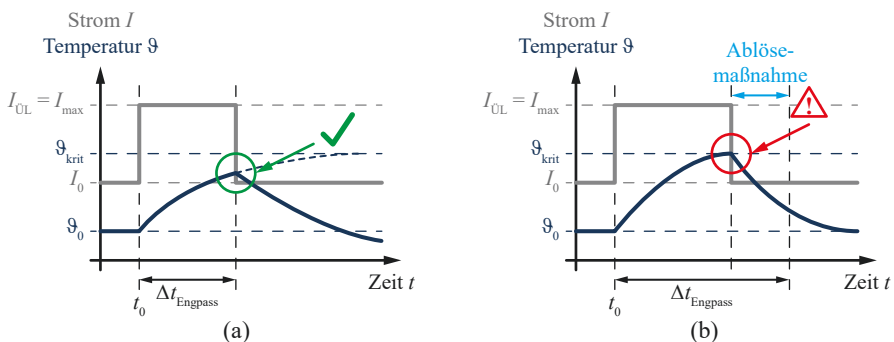 Strom I
Temperatur ϑ
I_ÜL = I_max
ϑ_krit
I_0
ϑ_0
t_0
Δt_Engpass
Zeit t
(a)
Strom I
Temperatur ϑ
Ablöse-
maßnahme
I_ÜL = I_max
!
ϑ_krit
I_0
ϑ_0
t_0
Δt_Engpass
Zeit t
(b)